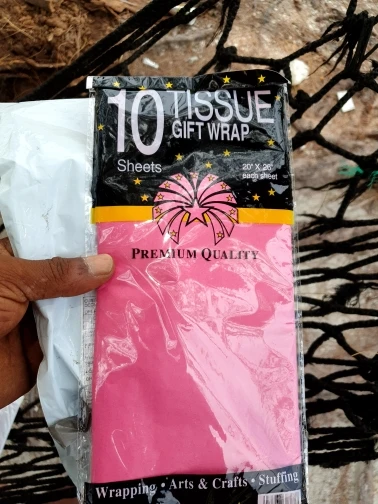 10 TISSUE
GIFT WRAP
Sheets
20" X 26"
each sheet
PREMIUM QUALITY
Wrapping • Arts & Crafts • Stuffing